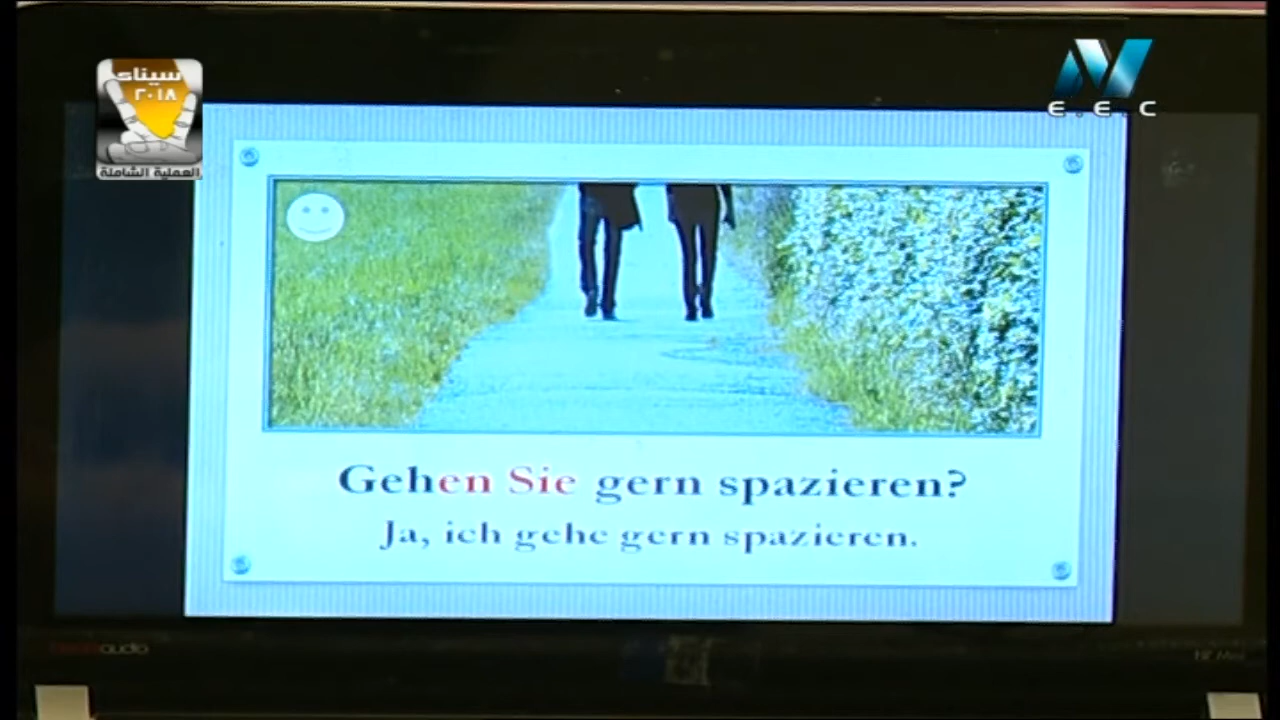 سيناء
٢٠١٨
العملية الشاملة
E.E.C
Gehen Sie gern spazieren?
Ja, ich gehe gern spazieren.